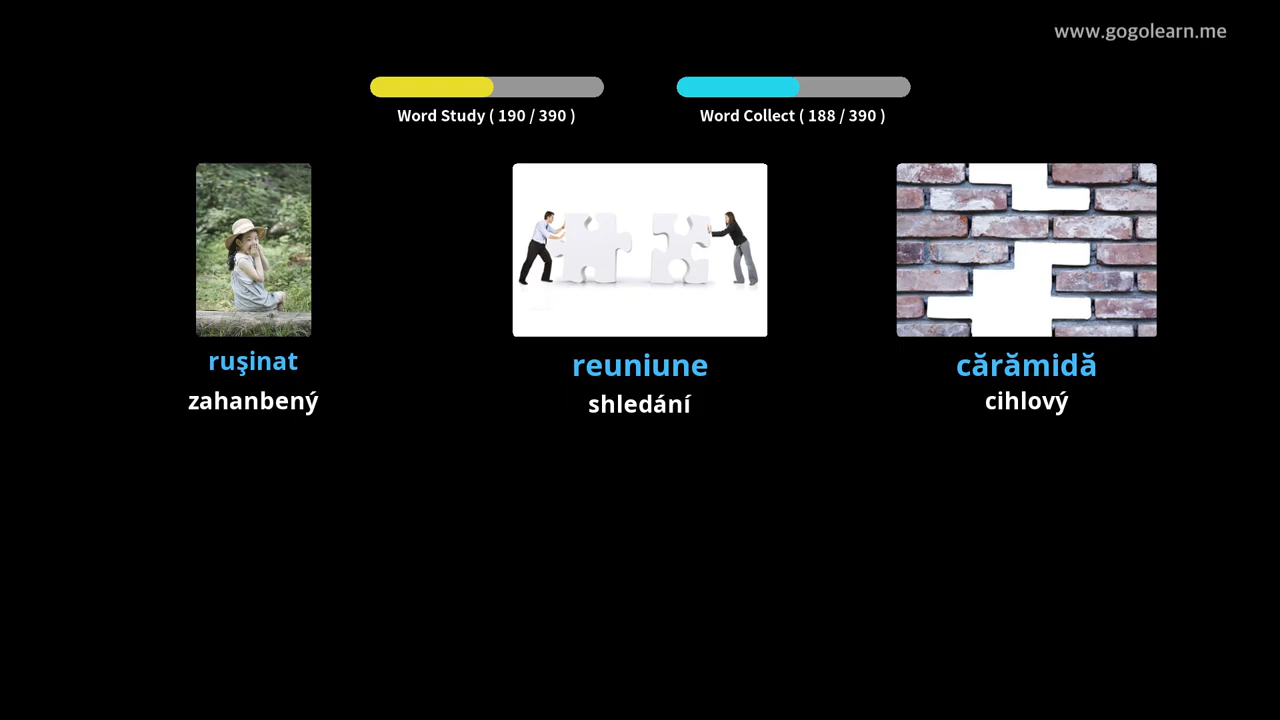 www.gogolearn.me
Word Study ( 190 / 390 )
Word Collect ( 188 / 390 )
ruşinat
zahanbený
reuniune
shledání
cărămidă
cihlový